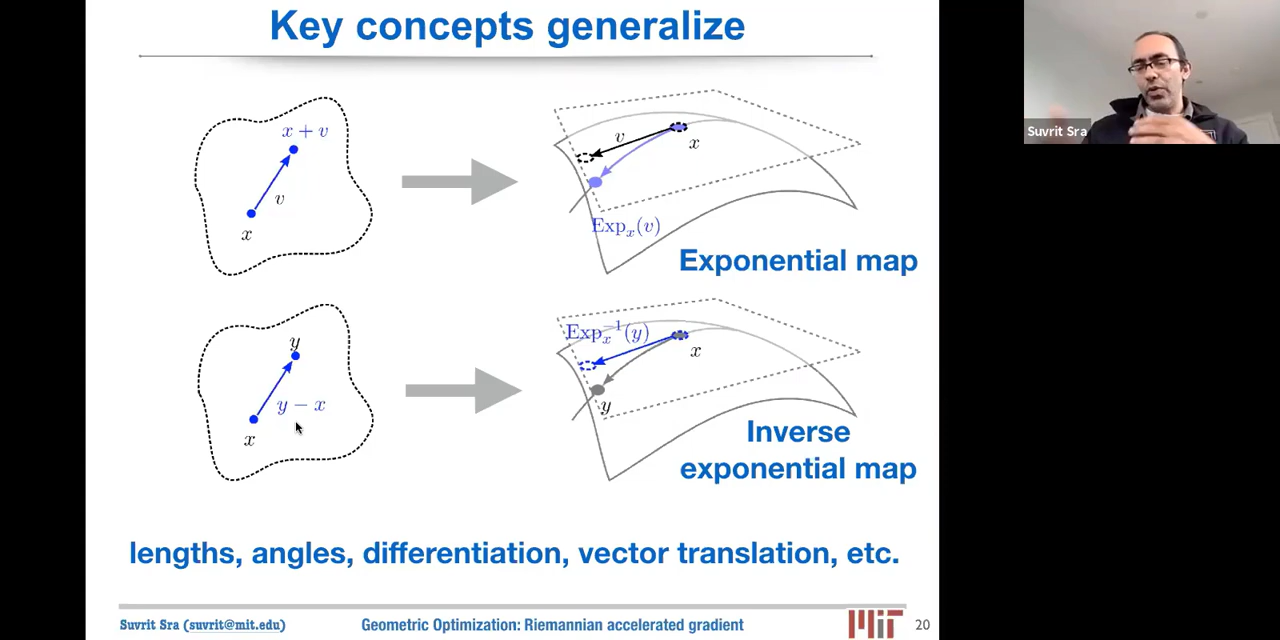 Key concepts generalize
Suvrit Sra
x + v
v
x
v
x
Exp_x(v)
Exponential map
y
y − x
x
Exp_x^{-1}(y)
x
y
Inverse
exponential map
lengths, angles, differentiation, vector translation, etc.
Suvrit Sra (suvrit@mit.edu)
Geometric Optimization: Riemannian accelerated gradient
MIT
20